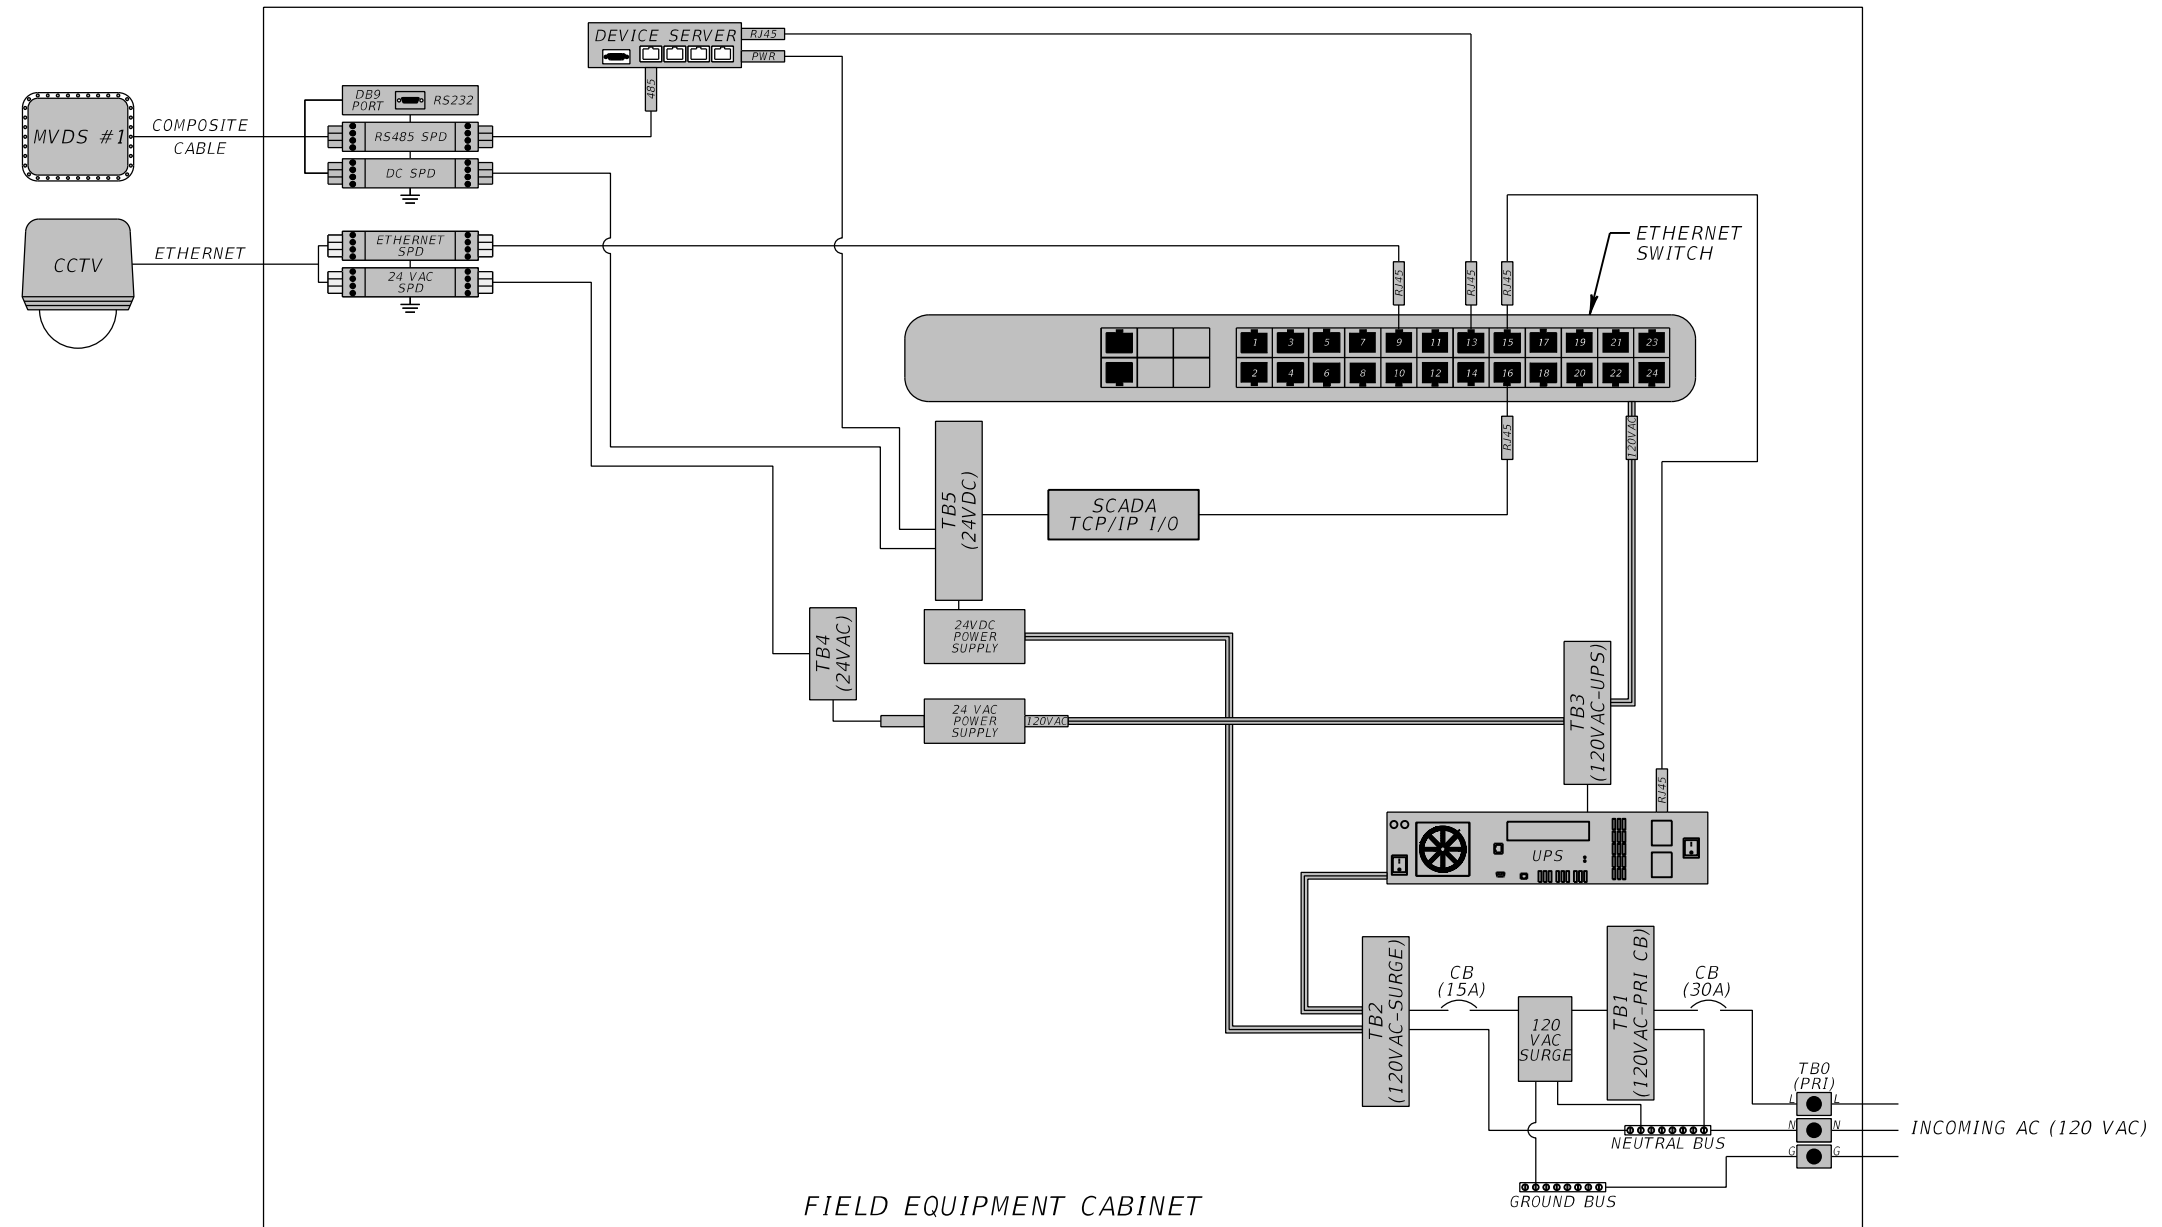 DEVICE SERVER
RJ45
PWR
485
DB9
PORT
RS232
RS485 SPD
DC SPD
MVDS #1
COMPOSITE
CABLE
CCTV
ETHERNET
ETHERNET
SPD
24 VAC
SPD
ETHERNET
SWITCH
RJ45
RJ45
RJ45
1 3 5 7 9 11 13 15 17 19 21 23
2 4 6 8 10 12 14 16 18 20 22 24
RJ45
120VAC
TB5
(24VDC)
SCADA
TCP/IP I/O
24VDC
POWER
SUPPLY
TB4
(24VAC)
24 VAC
POWER
SUPPLY
120VAC
TB3
(120VAC-UPS)
RJ45
UPS
TB2
(120VAC-SURGE)
CB
(15A)
120
VAC
SURGE
TB1
(120VAC-PRI CB)
CB
(30A)
TB0
(PRI)
L L
N N
G G
INCOMING AC (120 VAC)
NEUTRAL BUS
GROUND BUS
FIELD EQUIPMENT CABINET